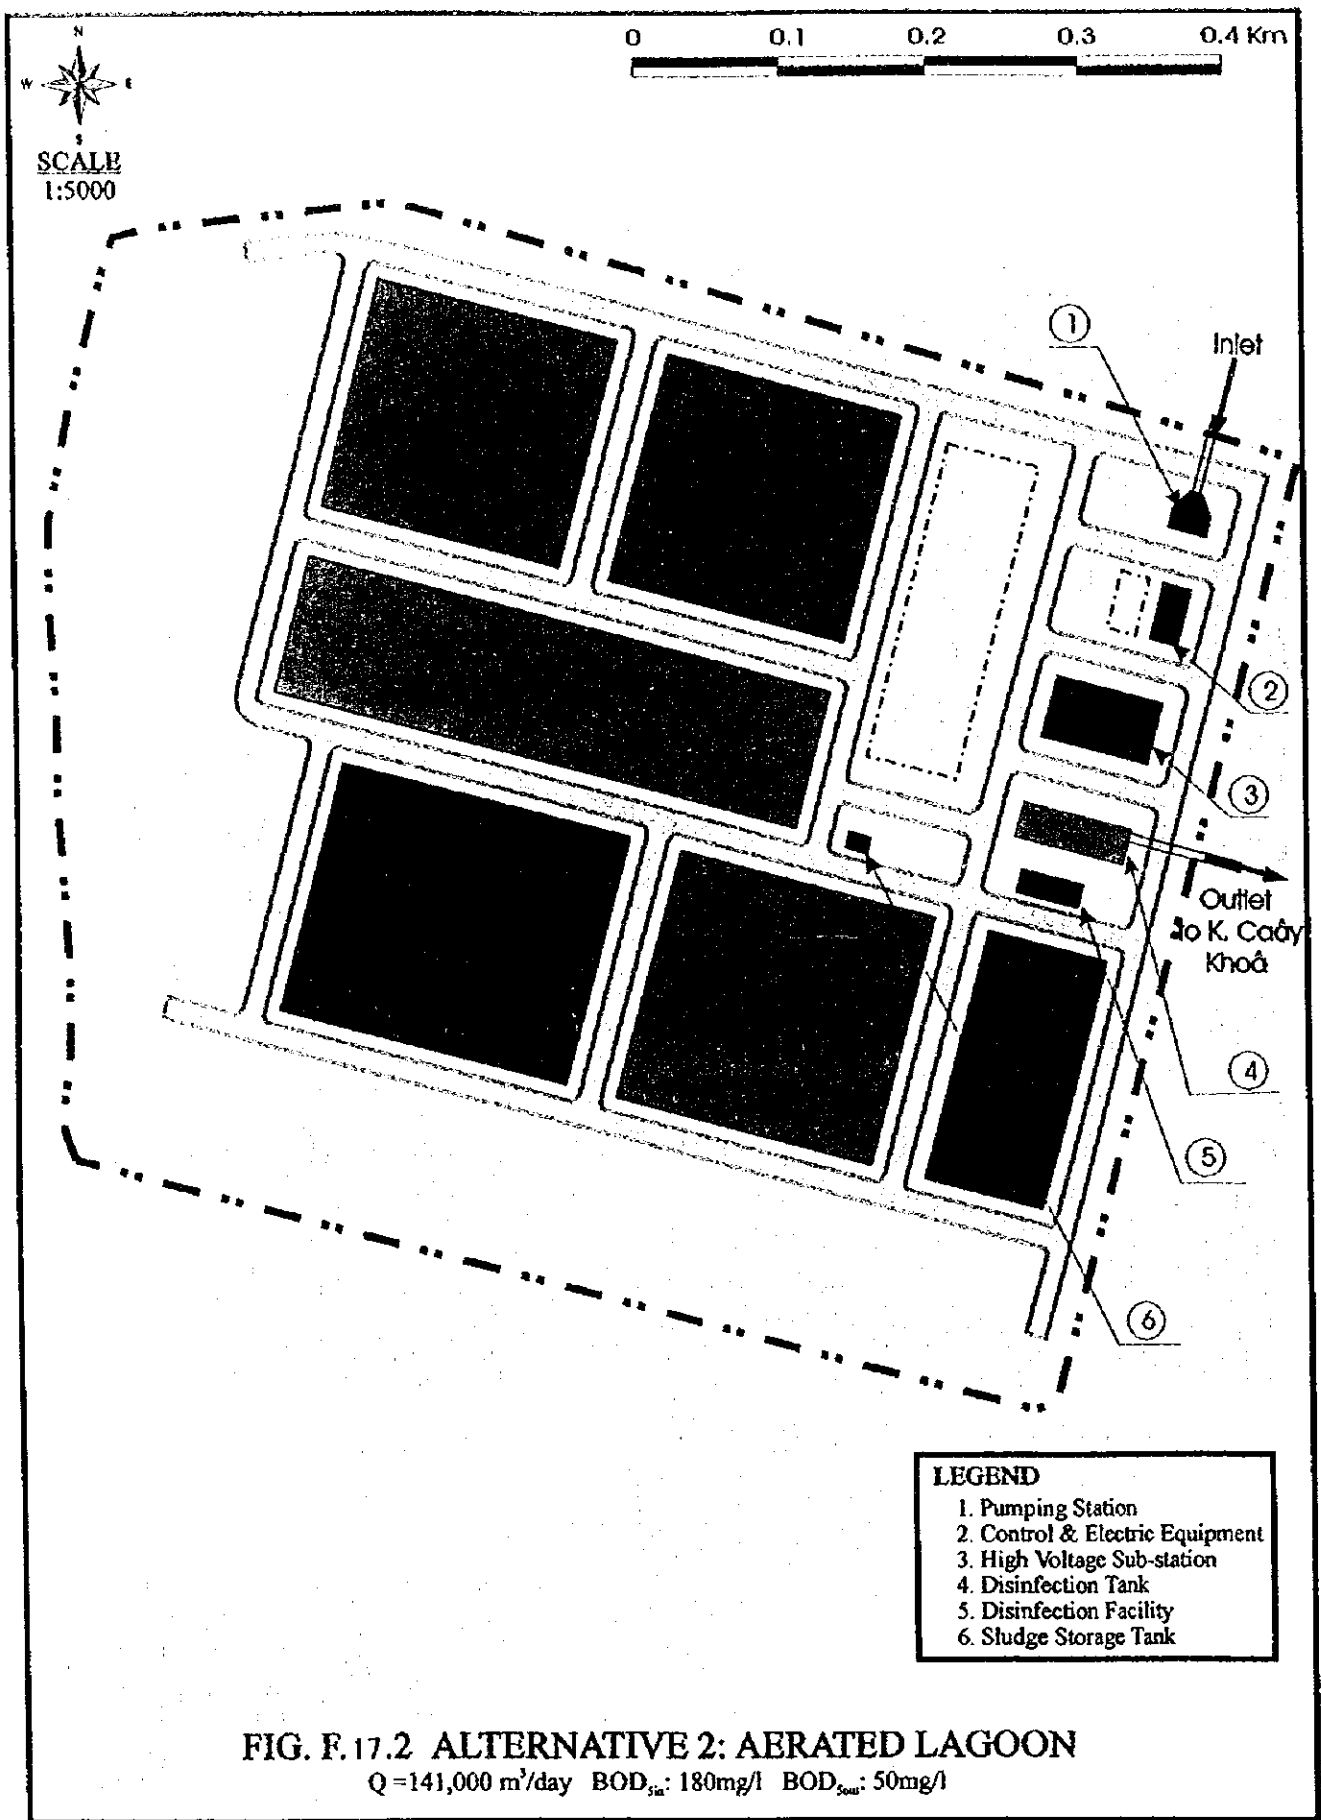 0 0.1 0.2 0.3 0.4 Km
N
W E
S
SCALE
1:5000
1
Inlet
2
3
Outlet
to K. Caây
Khoâ
4
5
6
LEGEND
1. Pumping Station
2. Control & Electric Equipment
3. High Voltage Sub-station
4. Disinfection Tank
5. Disinfection Facility
6. Sludge Storage Tank
FIG. F.17.2 ALTERNATIVE 2: AERATED LAGOON
Q =141,000 m³/day BOD₅ᵢₙ: 180mg/l BOD₅ₒᵤₜ: 50mg/l